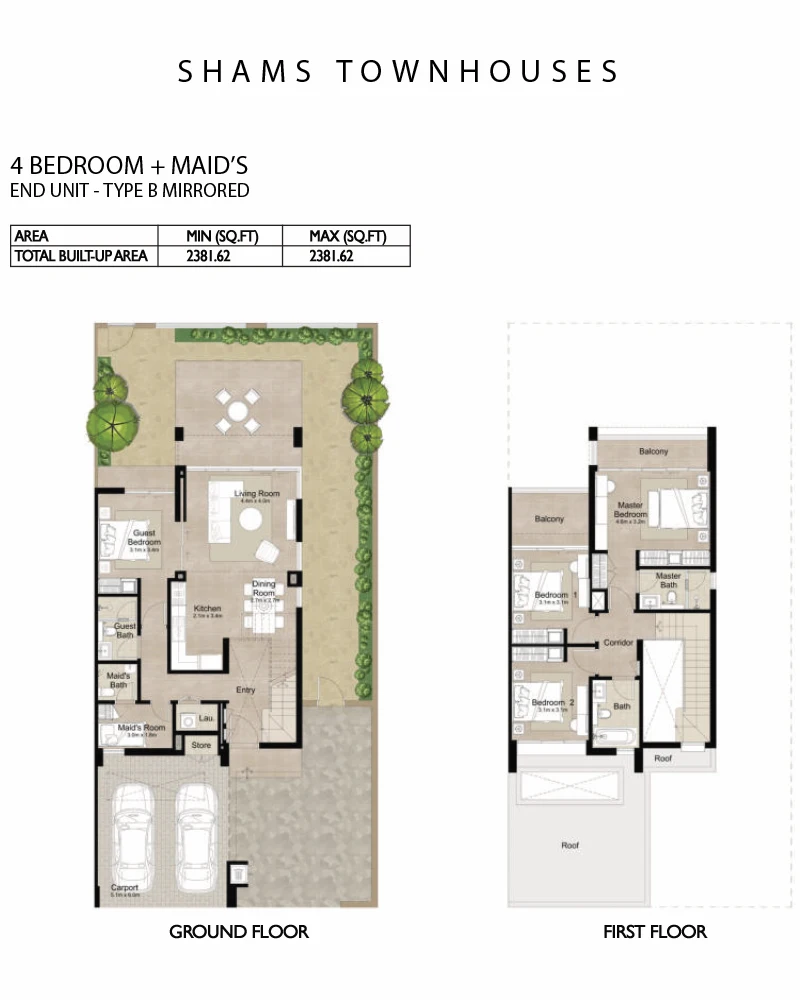 SHAMS TOWNHOUSES
4 BEDROOM + MAID'S
END UNIT - TYPE B MIRRORED
AREA MIN (SQ.FT) MAX (SQ.FT)
TOTAL BUILT-UP AREA 2381.62 2381.62
Living Room
4.4m x 4.0m
Guest
Bedroom
3.1m x 3.4m
Dining
Room
2.7m x 2.7m
Kitchen
2.1m x 3.4m
Guest
Bath
Maid's
Bath
Entry
Maid's Room
3.0m x 1.8m
Lau.
Store
Carport
5.1m x 6.0m
GROUND FLOOR
Balcony
Master
Bedroom
4.6m x 3.2m
Balcony
Master
Bath
Bedroom 1
3.1m x 3.1m
Corridor
Bedroom 2
3.1m x 3.1m
Bath
Roof
Roof
FIRST FLOOR